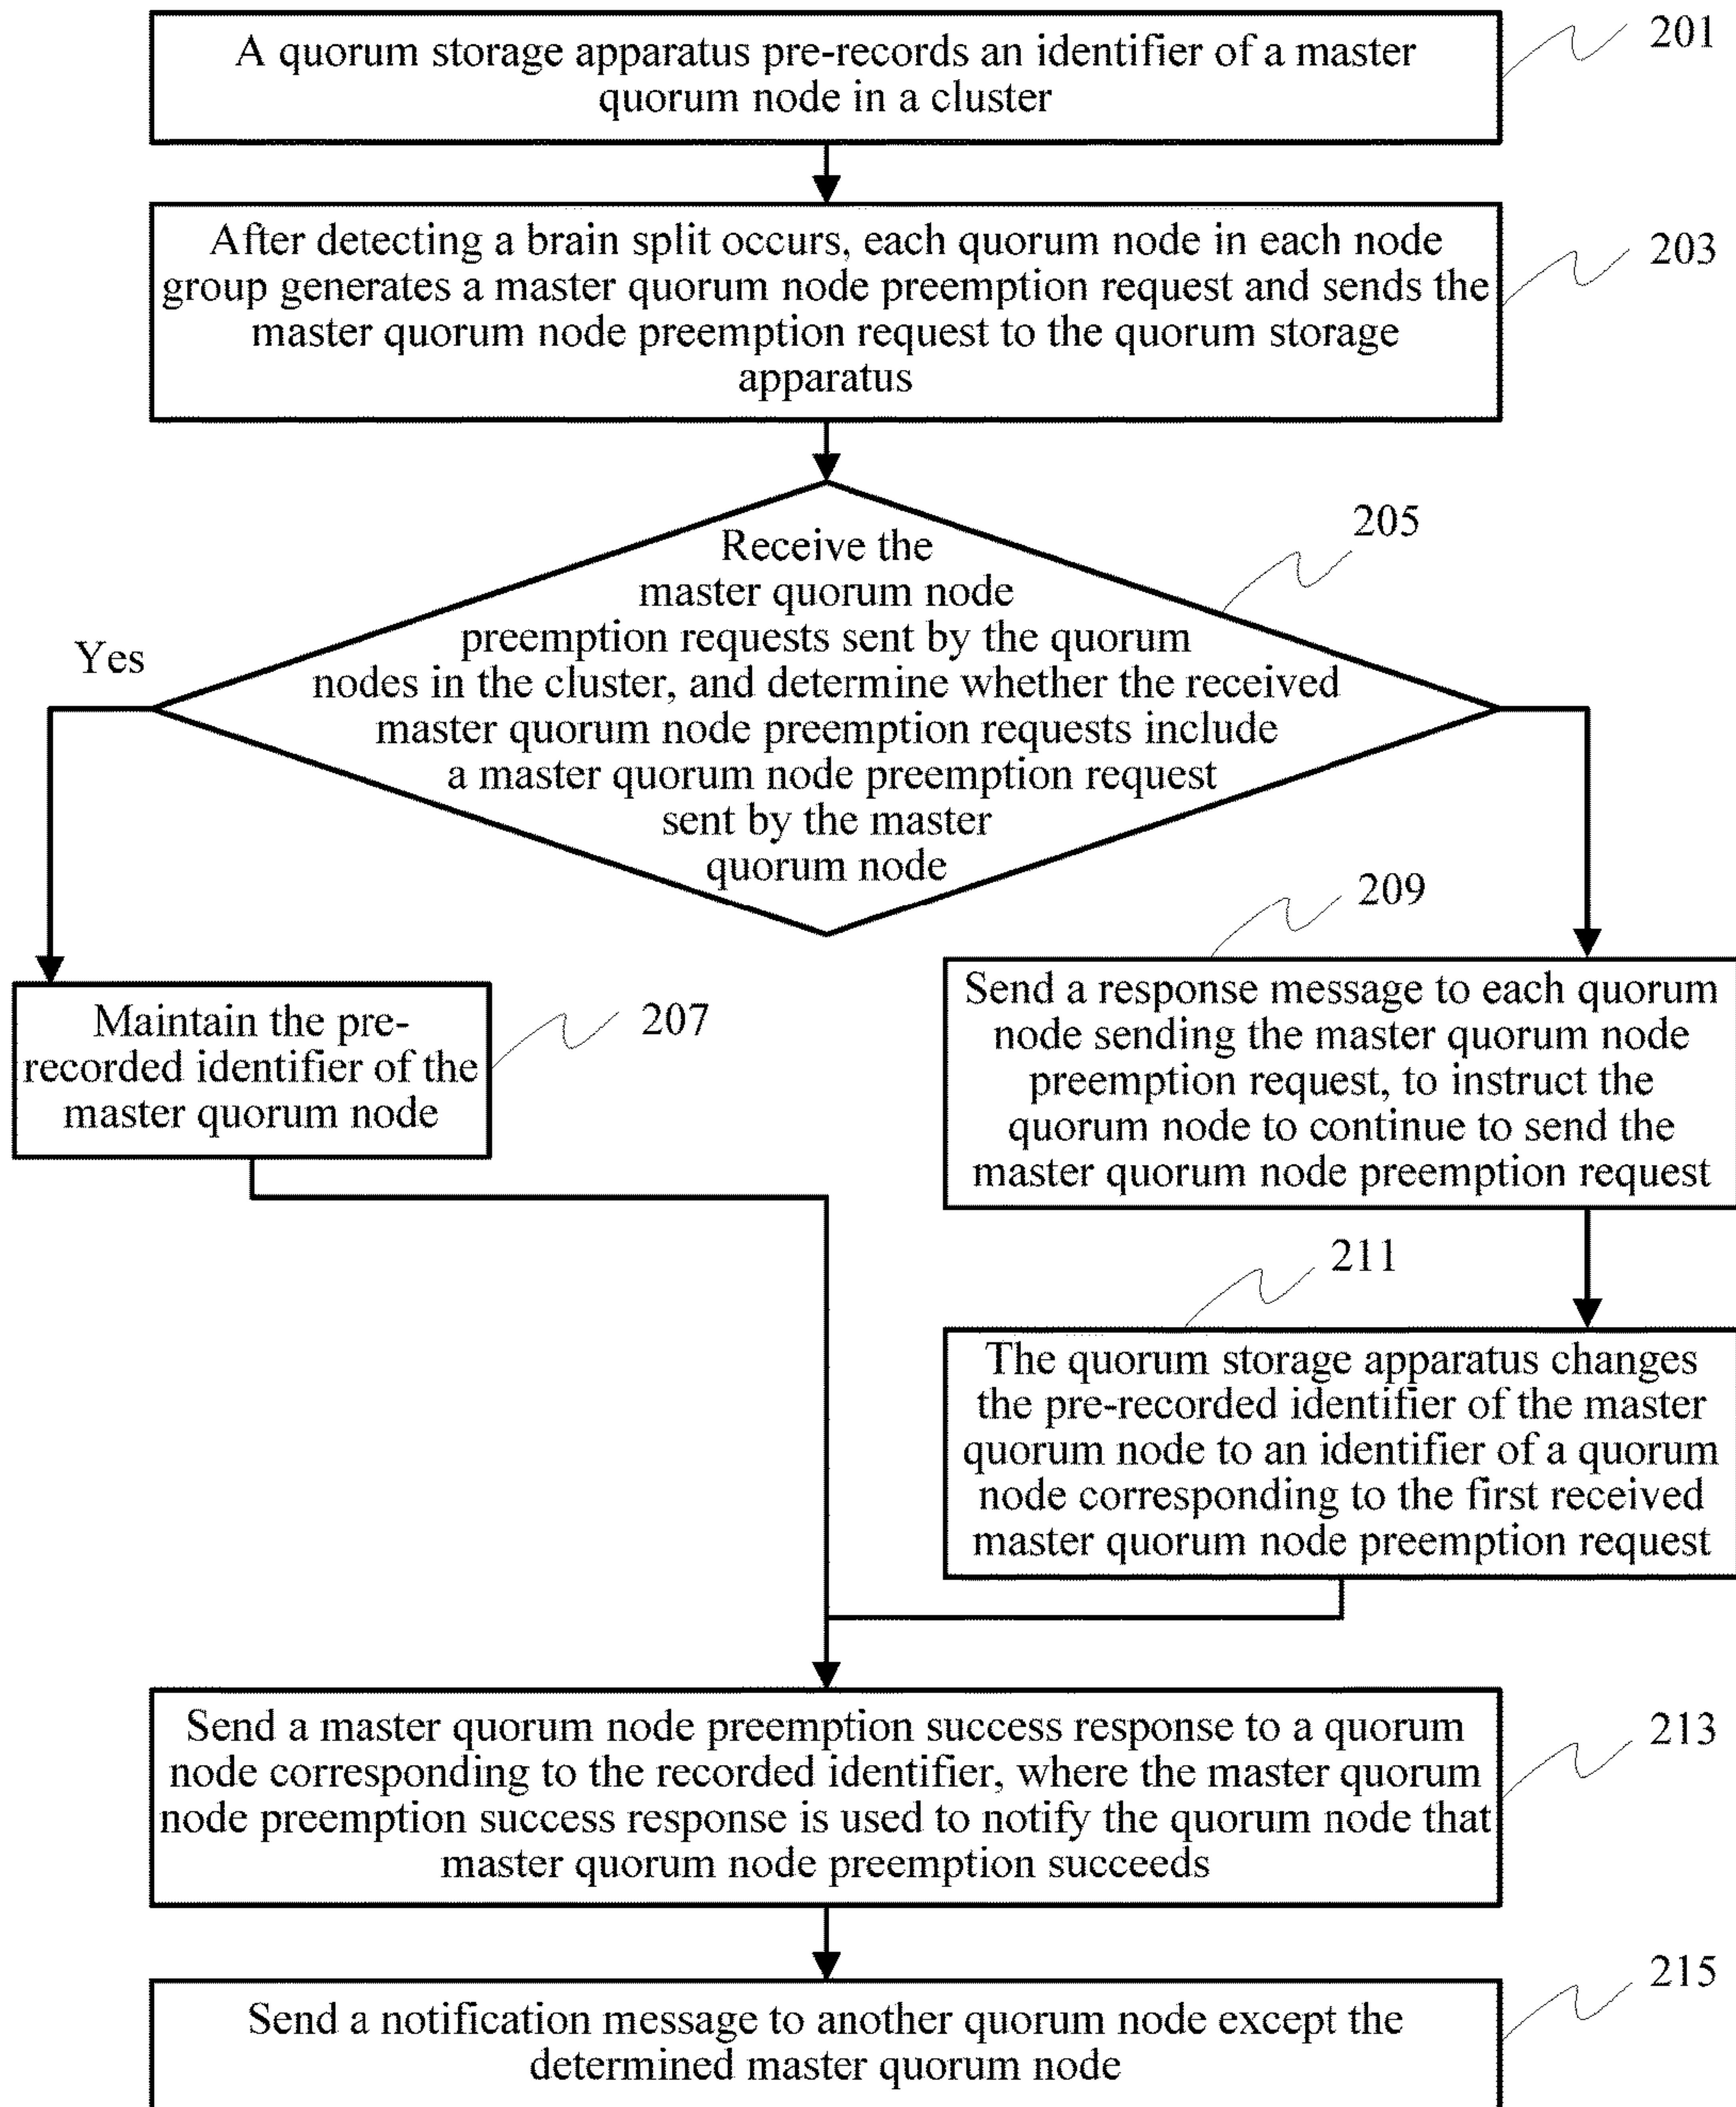 A quorum storage apparatus pre-records an identifier of a master
quorum node in a cluster
201
After detecting a brain split occurs, each quorum node in each node
group generates a master quorum node preemption request and sends the
master quorum node preemption request to the quorum storage
apparatus
203
Receive the
master quorum node
preemption requests sent by the quorum
nodes in the cluster, and determine whether the received
master quorum node preemption requests include
a master quorum node preemption request
sent by the master
quorum node
205
Yes
Maintain the pre-
recorded identifier of the
master quorum node
207
209
Send a response message to each quorum
node sending the master quorum node
preemption request, to instruct the
quorum node to continue to send the
master quorum node preemption request
211
The quorum storage apparatus changes
the pre-recorded identifier of the master
quorum node to an identifier of a quorum
node corresponding to the first received
master quorum node preemption request
Send a master quorum node preemption success response to a quorum
node corresponding to the recorded identifier, where the master quorum
node preemption success response is used to notify the quorum node that
master quorum node preemption succeeds
213
Send a notification message to another quorum node except the
determined master quorum node
215